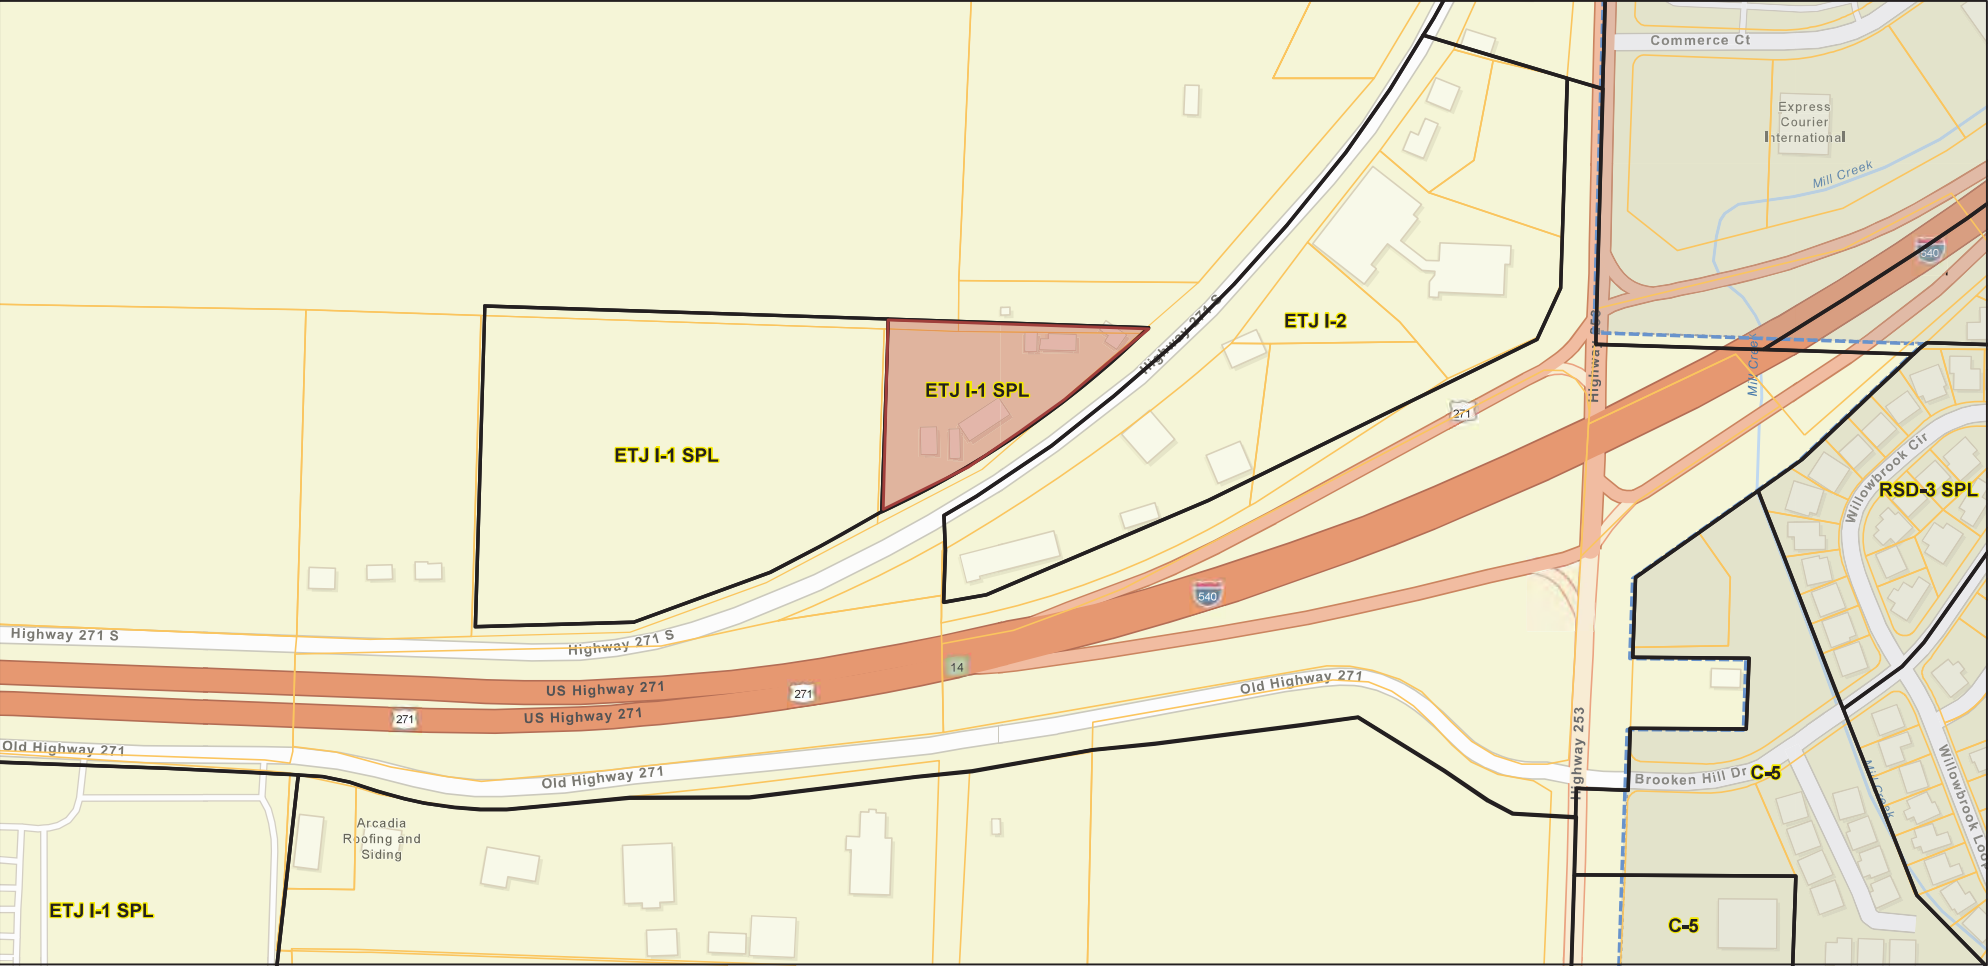 Commerce Ct
Express
Courier
International
Mill Creek
540
Highway 271 S
ETJ I-2
Highway 253
Mill Creek
ETJ I-1 SPL
271
ETJ I-1 SPL
Willowbrook Cir
RSD-3 SPL
540
Highway 271 S
Highway 271 S
14
US Highway 271
271
Old Highway 271
US Highway 271
271
Old Highway 271
Highway 253
Old Highway 271
Brooken Hill Dr
C-5
Mill Creek
Willowbrook Loop
Arcadia
Roofing and
Siding
ETJ I-1 SPL
C-5